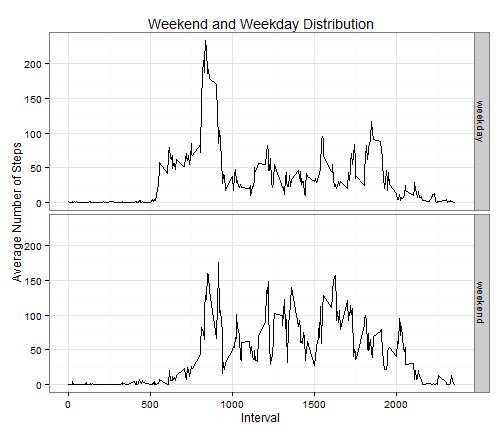 Weekend and Weekday Distribution
Average Number of Steps
200
150
100
50
0
weekday
200
150
100
50
0
weekend
0 500 1000 1500 2000
Interval